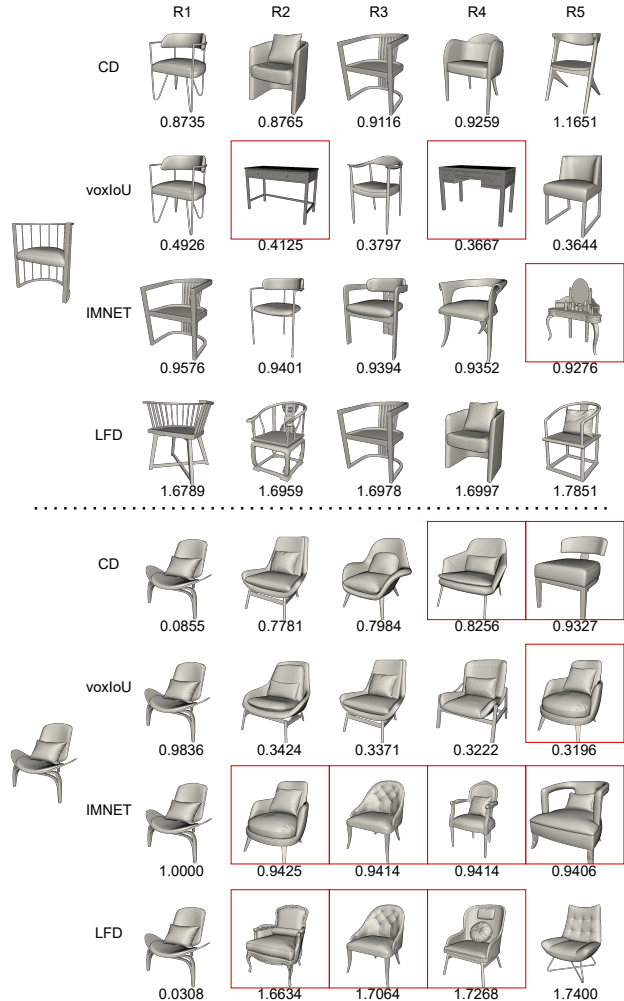 R1 R2 R3 R4 R5
CD
0.8735 0.8765 0.9116 0.9259 1.1651
voxIoU
0.4926 0.4125 0.3797 0.3667 0.3644
IMNET
0.9576 0.9401 0.9394 0.9352 0.9276
LFD
1.6789 1.6959 1.6978 1.6997 1.7851
CD
0.0855 0.7781 0.7984 0.8256 0.9327
voxIoU
0.9836 0.3424 0.3371 0.3222 0.3196
IMNET
1.0000 0.9425 0.9414 0.9414 0.9406
LFD
0.0308 1.6634 1.7064 1.7268 1.7400